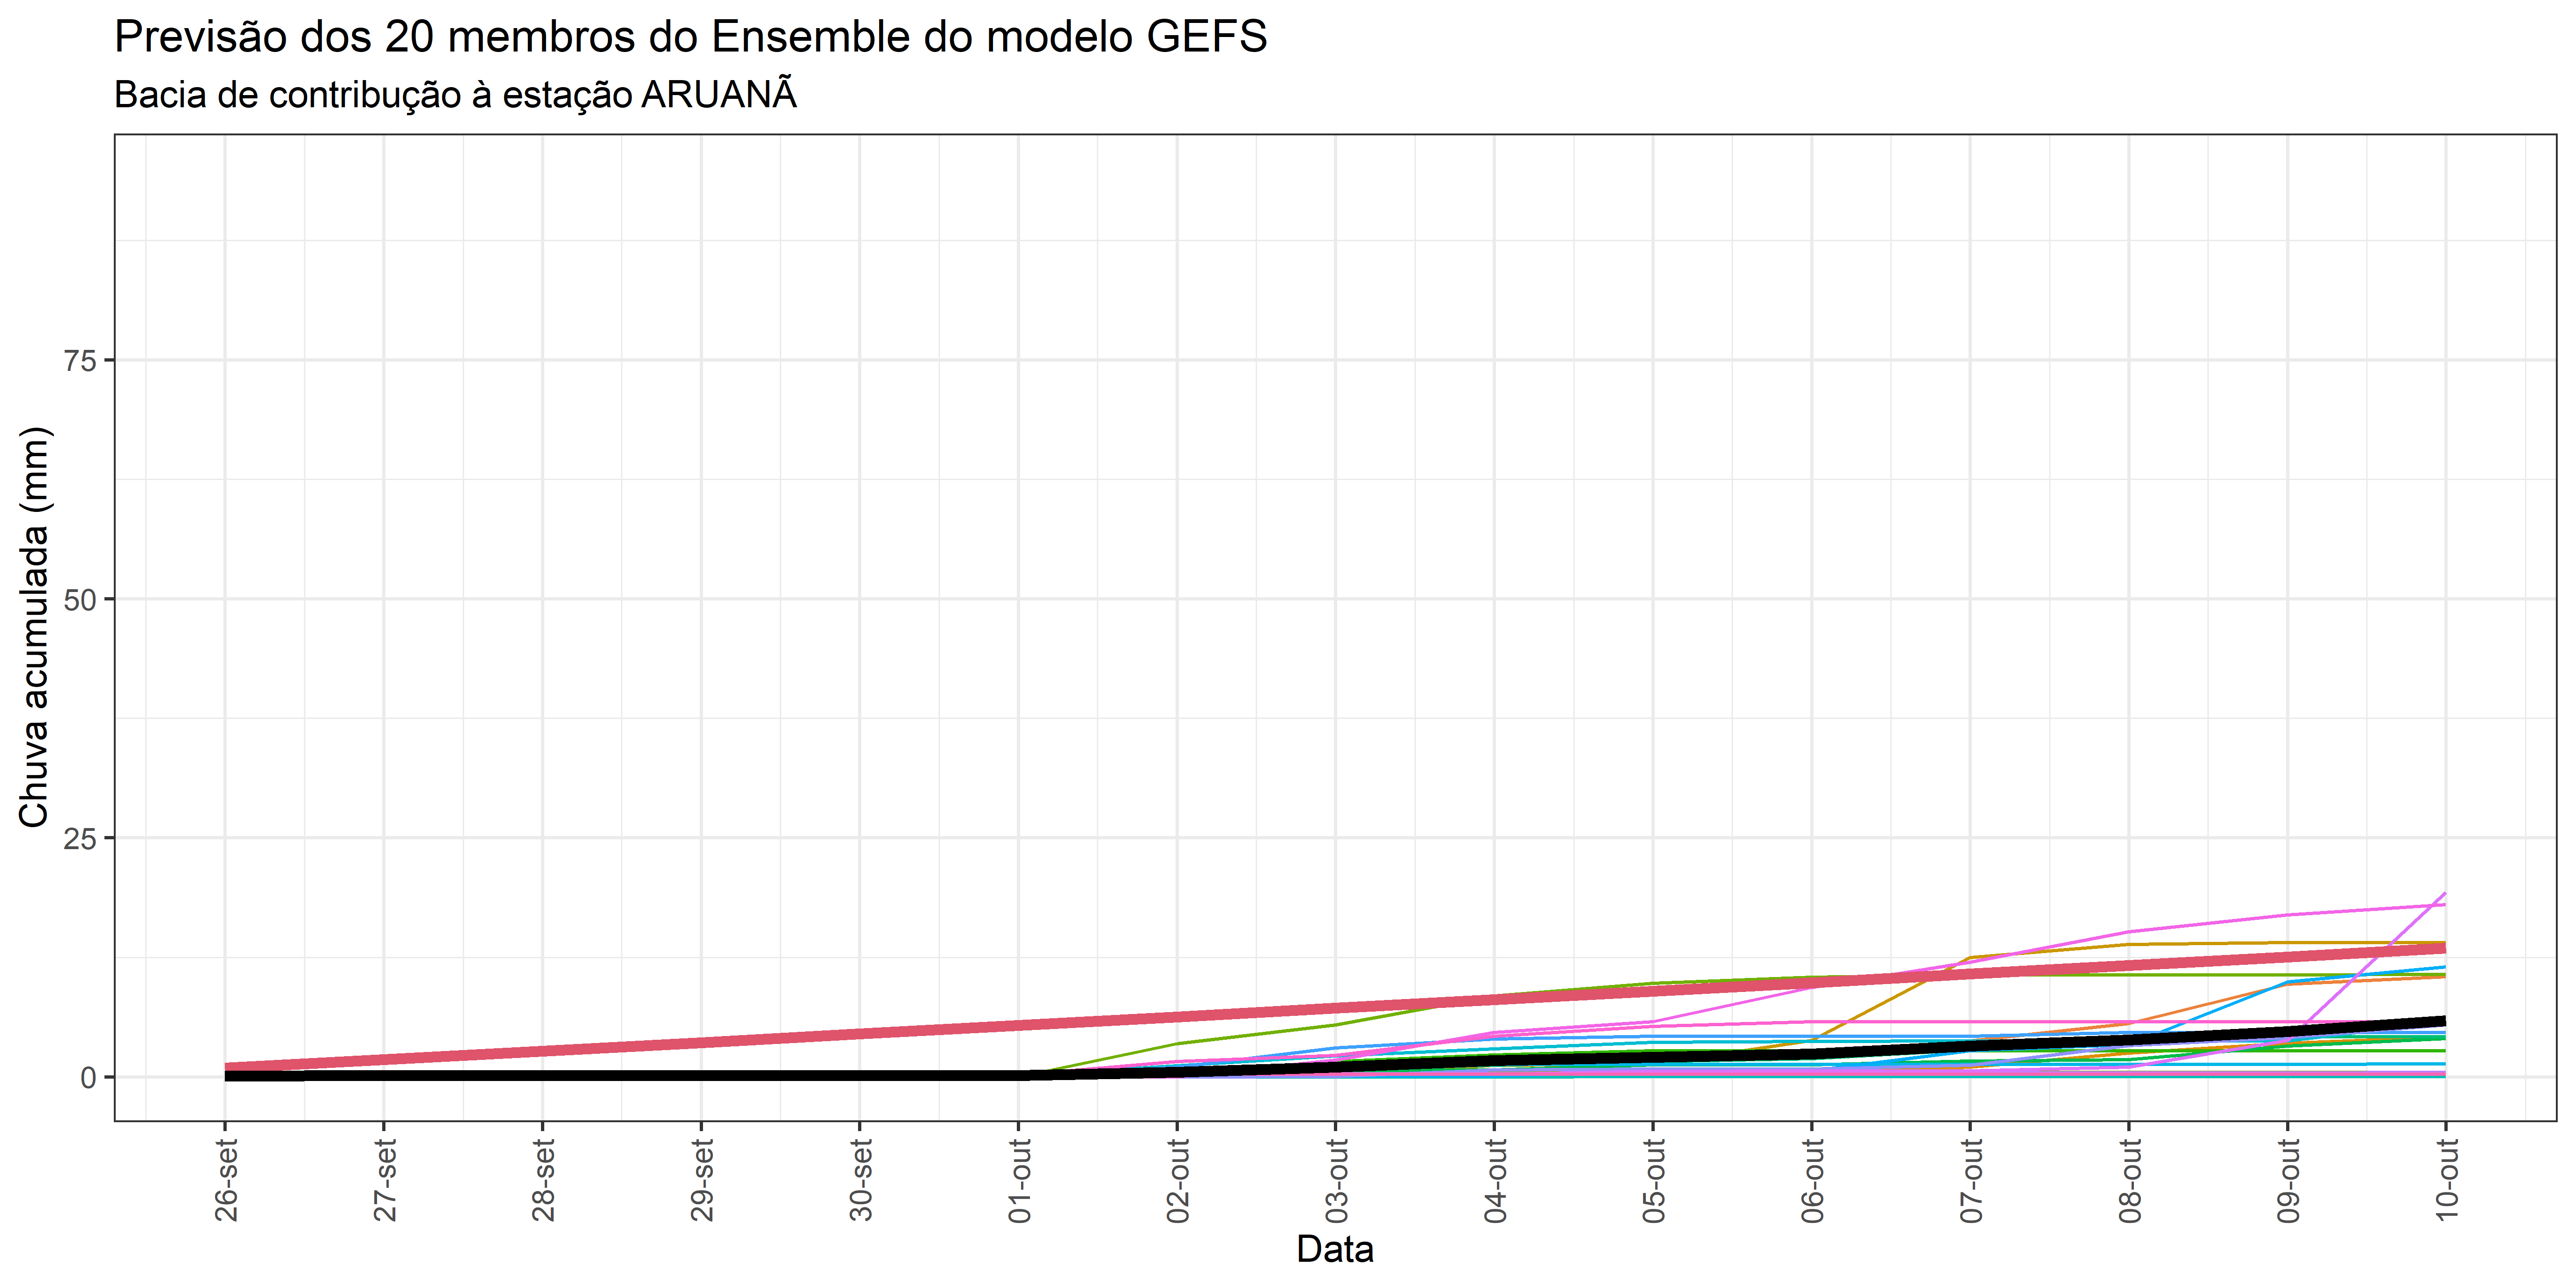 Previsão dos 20 membros do Ensemble do modelo GEFS
Bacia de contribução à estação ARUANÃ
Chuva acumulada (mm)
75
50
25
0
26-set
27-set
28-set
29-set
30-set
01-out
02-out
03-out
04-out
05-out
06-out
07-out
08-out
09-out
10-out
Data